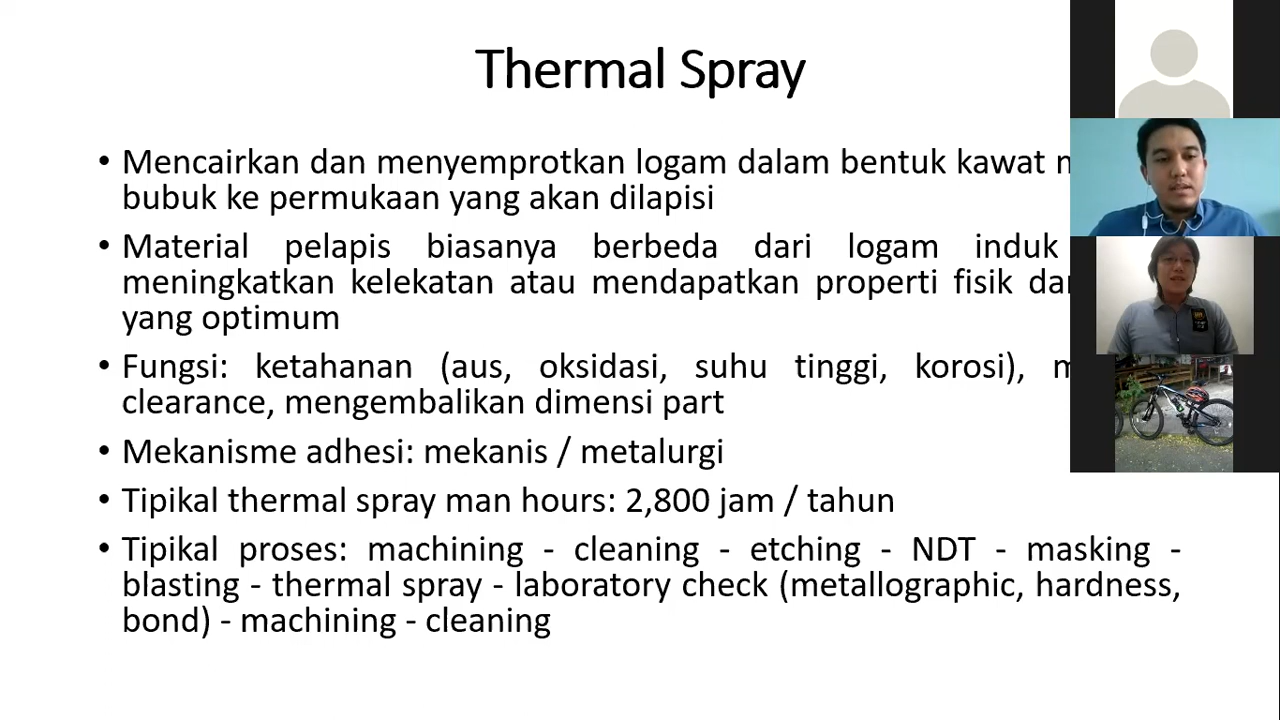 Thermal Spray
• Mencairkan dan menyemprotkan logam dalam bentuk kawat
bubuk ke permukaan yang akan dilapisi
• Material pelapis biasanya berbeda dari logam induk
meningkatkan kelekatan atau mendapatkan properti fisik
yang optimum
• Fungsi: ketahanan (aus, oksidasi, suhu tinggi, korosi),
clearance, mengembalikan dimensi part
• Mekanisme adhesi: mekanis / metalurgi
• Tipikal thermal spray man hours: 2,800 jam / tahun
• Tipikal proses: machining - cleaning - etching - NDT - masking -
blasting - thermal spray - laboratory check (metallographic, hardness,
bond) - machining - cleaning